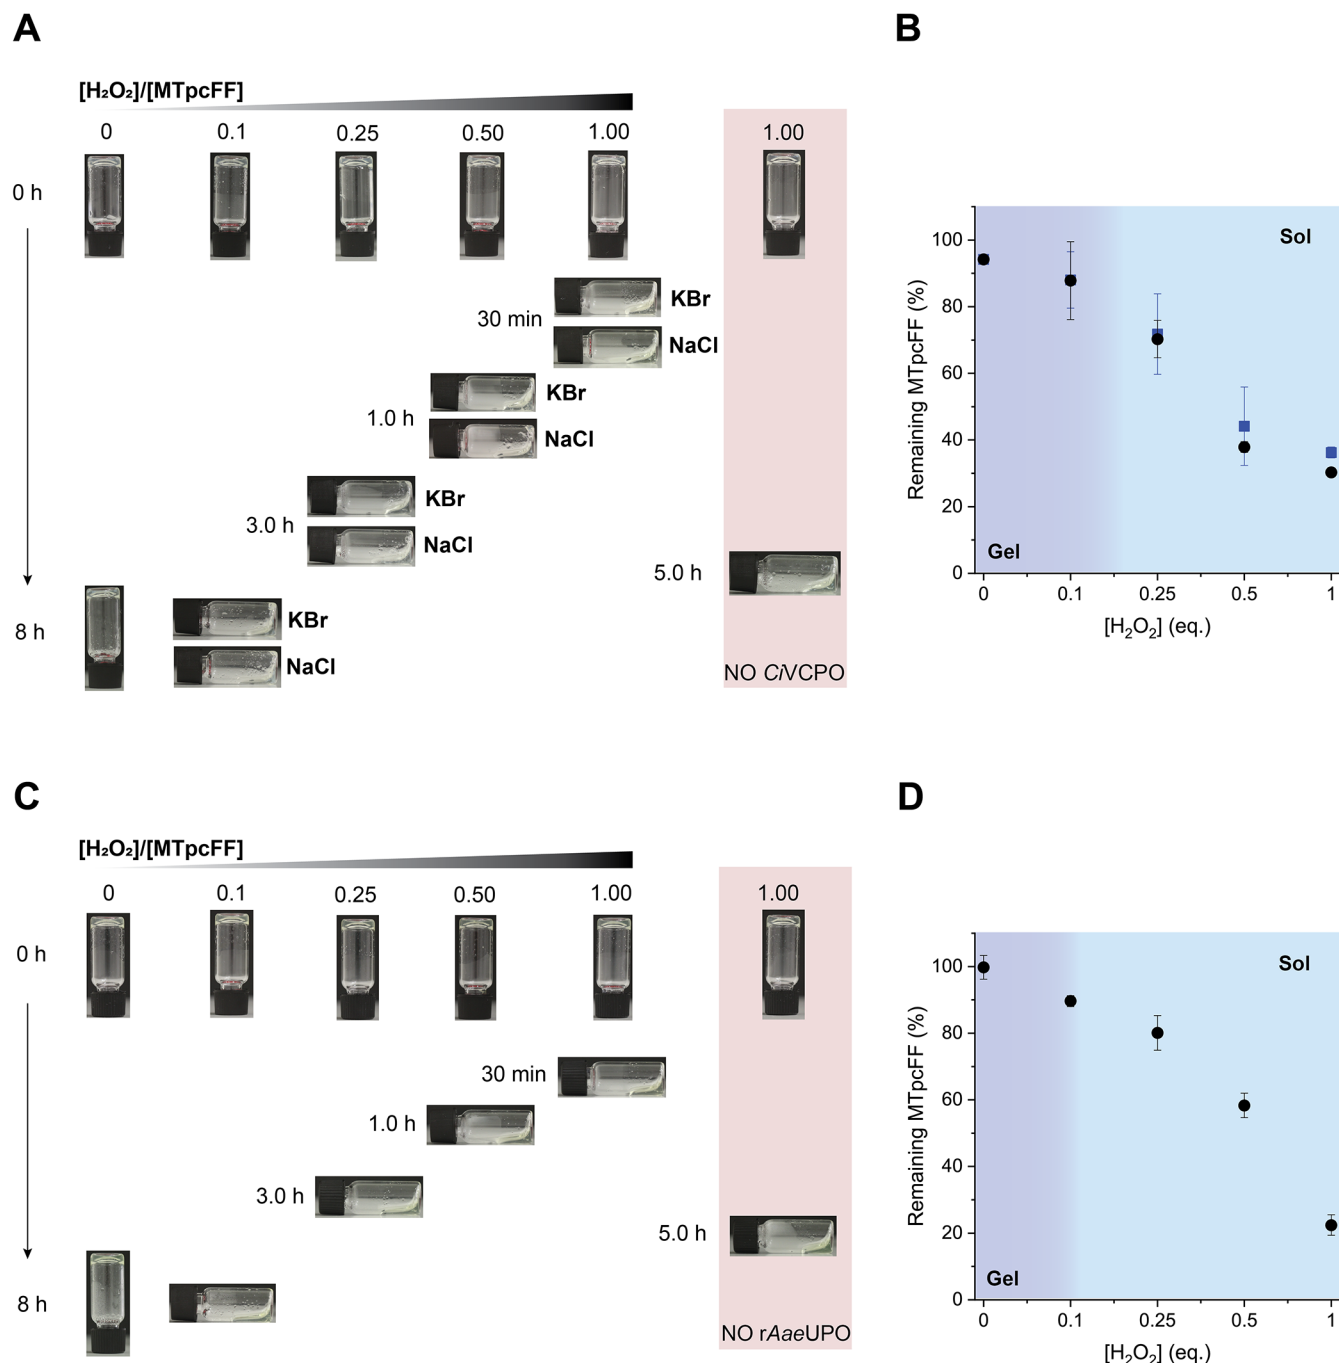 A
[H₂O₂]/[MTpcFF]
0 0.1 0.25 0.50 1.00 1.00
0 h
30 min
KBr
NaCl
1.0 h
KBr
NaCl
3.0 h
KBr
NaCl
5.0 h
8 h
KBr
NaCl
NO CiVCPO
B
Remaining MTpcFF (%)
100
80
60
40
20
0
Sol
Gel
0 0.1 0.25 0.5 1
[H₂O₂] (eq.)
C
[H₂O₂]/[MTpcFF]
0 0.1 0.25 0.50 1.00 1.00
0 h
30 min
1.0 h
3.0 h
5.0 h
8 h
NO rAaeUPO
D
Remaining MTpcFF (%)
100
80
60
40
20
0
Sol
Gel
0 0.1 0.25 0.5 1
[H₂O₂] (eq.)